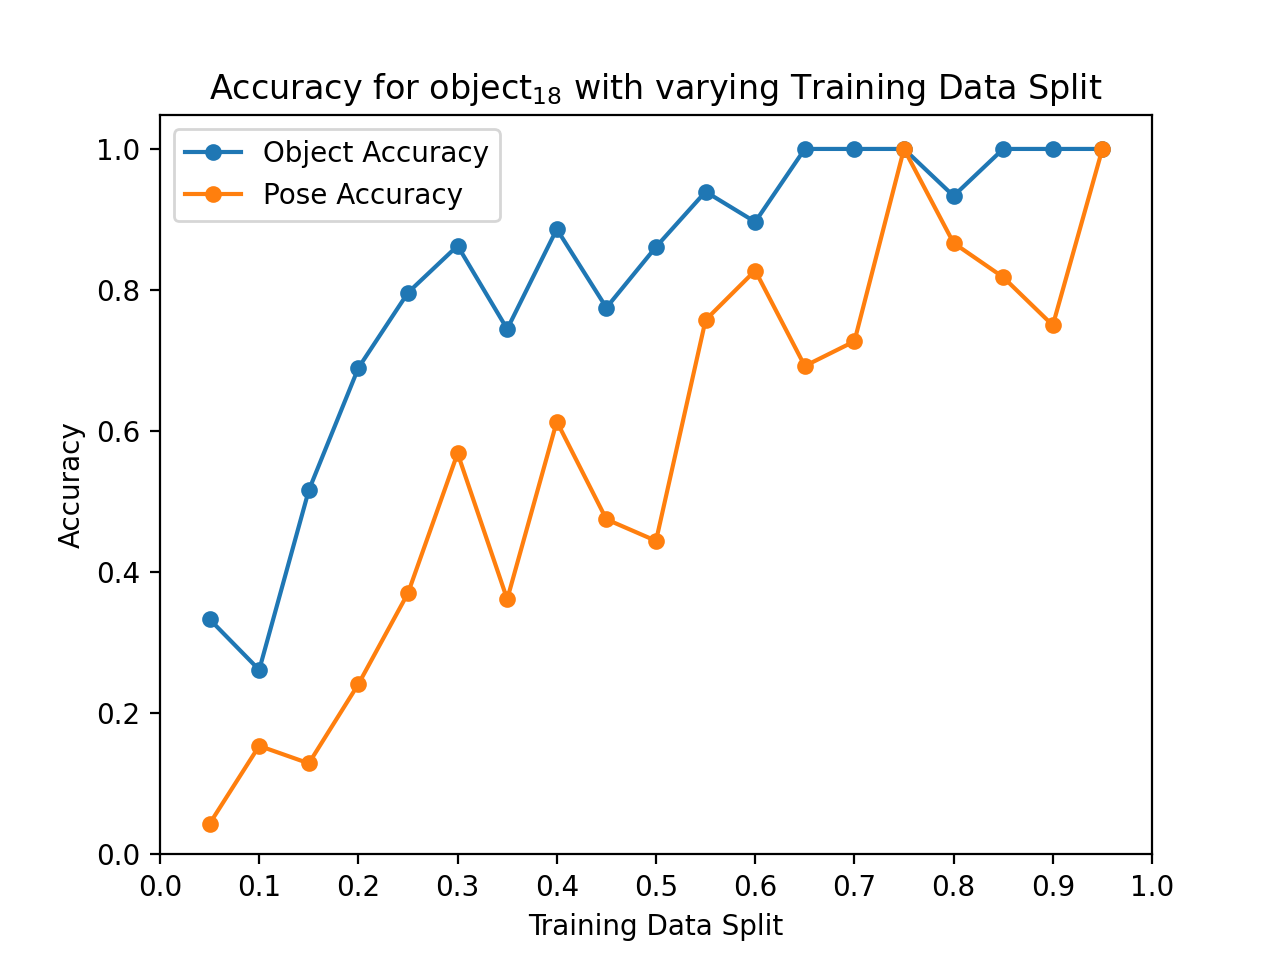 Accuracy for object₁₈ with varying Training Data Split
Object Accuracy
Pose Accuracy
1.0
0.8
0.6
0.4
0.2
0.0
Accuracy
0.0 0.1 0.2 0.3 0.4 0.5 0.6 0.7 0.8 0.9 1.0
Training Data Split